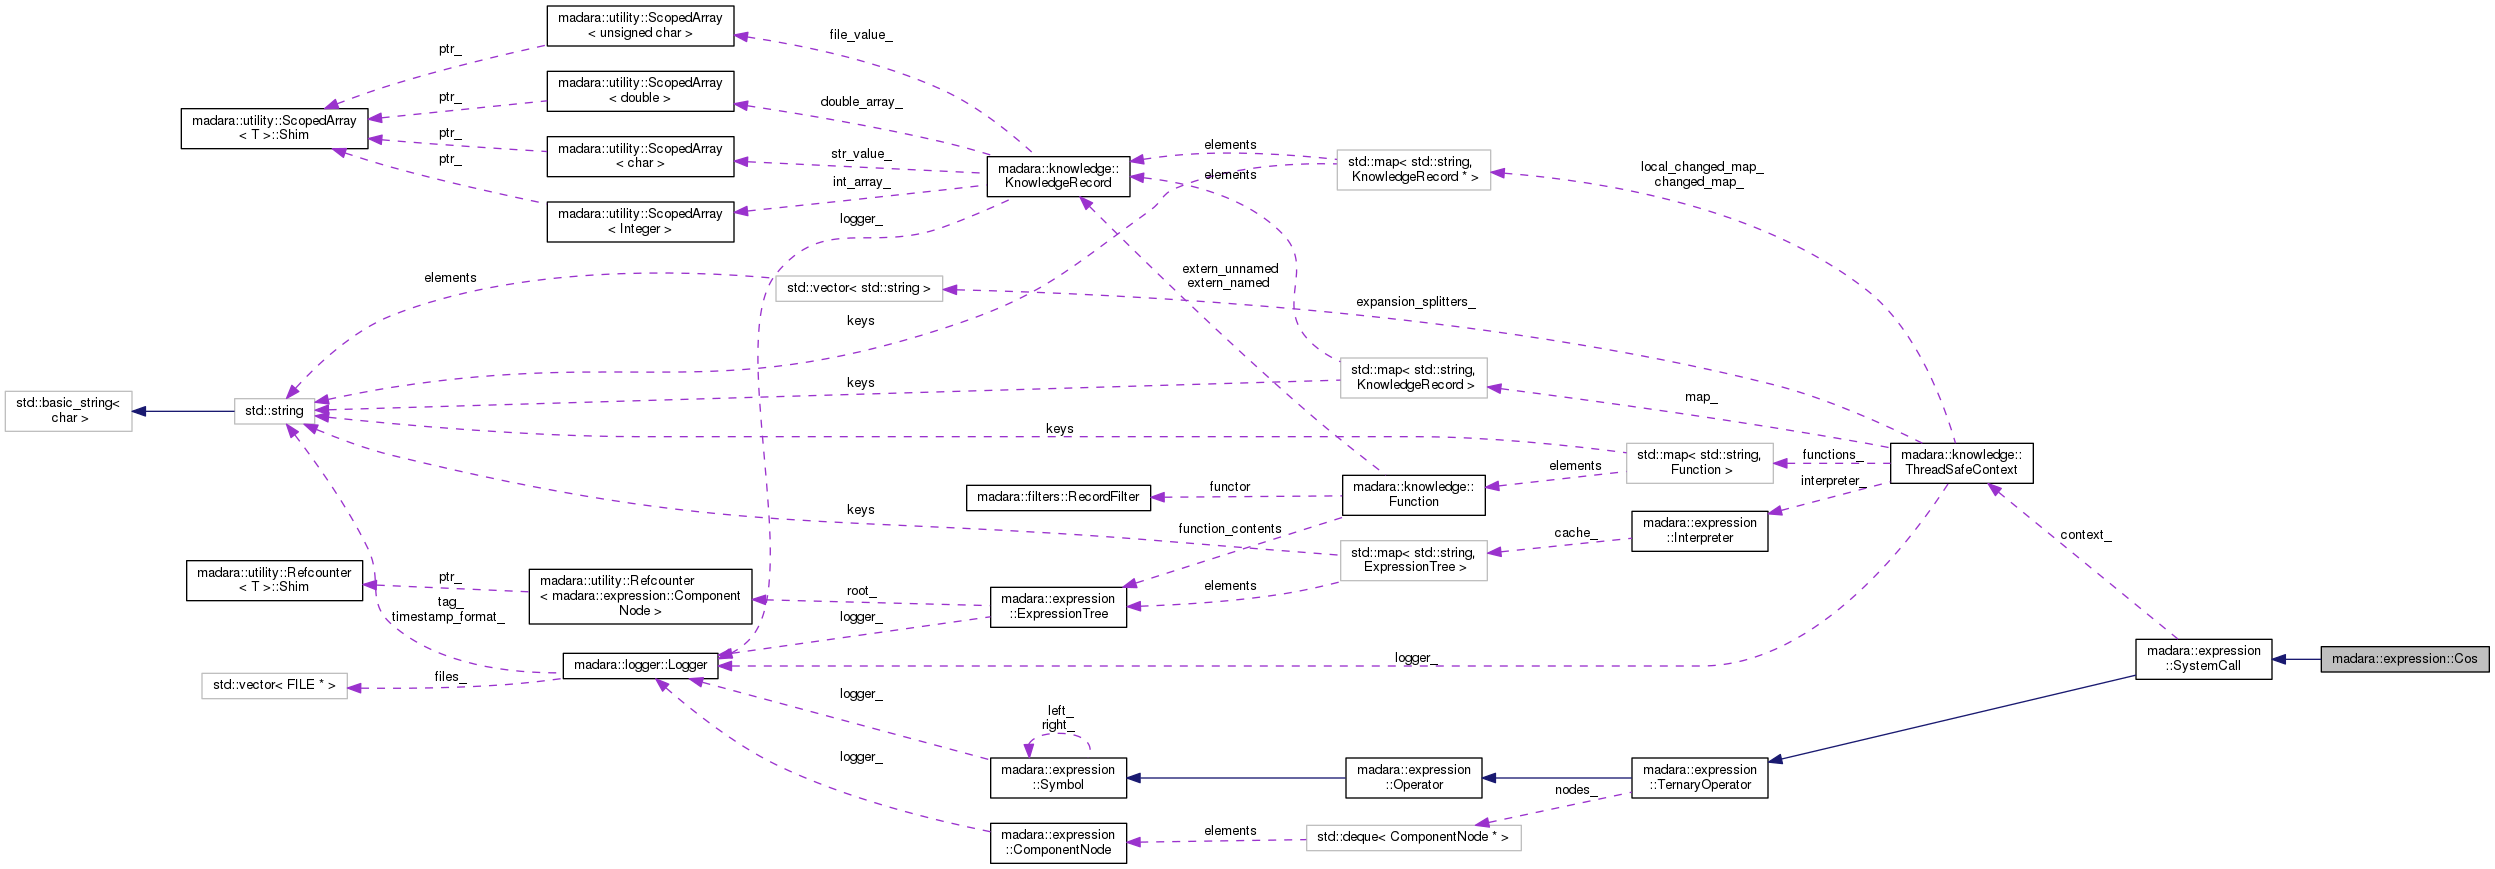 madara::utility::ScopedArray
< unsigned char >
madara::utility::ScopedArray
< double >
madara::utility::ScopedArray
< T >::Shim
madara::utility::ScopedArray
< char >
madara::utility::ScopedArray
< Integer >
ptr_
ptr_
ptr_
ptr_
file_value_
double_array_
str_value_
int_array_
logger_
madara::knowledge::
KnowledgeRecord
elements
elements
std::map< std::string,
KnowledgeRecord * >
local_changed_map_
changed_map_
elements
std::vector< std::string >
extern_unnamed
extern_named
expansion_splitters_
keys
std::map< std::string,
KnowledgeRecord >
keys
map_
std::basic_string<
char >
std::string
keys
std::map< std::string,
Function >
functions_
madara::knowledge::
ThreadSafeContext
elements
interpreter_
madara::filters::RecordFilter
functor
madara::knowledge::
Function
keys
function_contents
madara::expression
::Interpreter
cache_
std::map< std::string,
ExpressionTree >
context_
madara::utility::Refcounter
< T >::Shim
ptr_
madara::utility::Refcounter
< madara::expression::Component
Node >
root_
madara::expression
::ExpressionTree
elements
tag_
timestamp_format_
logger_
madara::logger::Logger
logger_
madara::expression
::SystemCall
madara::expression::Cos
std::vector< FILE * >
files_
logger_
left_
right_
logger_
madara::expression
::Symbol
madara::expression
::Operator
madara::expression
::TernaryOperator
nodes_
madara::expression
::ComponentNode
elements
std::deque< ComponentNode * >